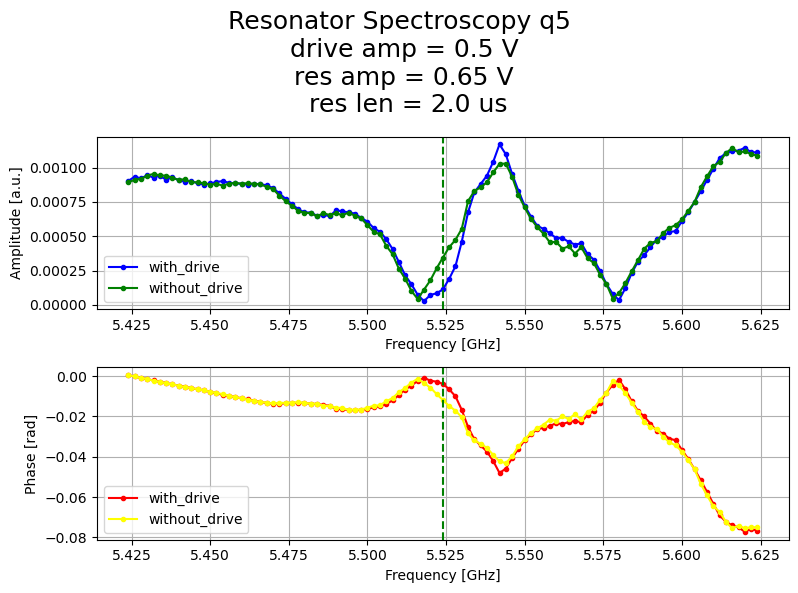 Resonator Spectroscopy q5
drive amp = 0.5 V
res amp = 0.65 V
res len = 2.0 us
Amplitude [a.u.]
0.00100
0.00075
0.00050
0.00025
0.00000
with_drive
without_drive
5.425 5.450 5.475 5.500 5.525 5.550 5.575 5.600 5.625
Frequency [GHz]
Phase [rad]
0.00
−0.02
−0.04
−0.06
−0.08
with_drive
without_drive
5.425 5.450 5.475 5.500 5.525 5.550 5.575 5.600 5.625
Frequency [GHz]